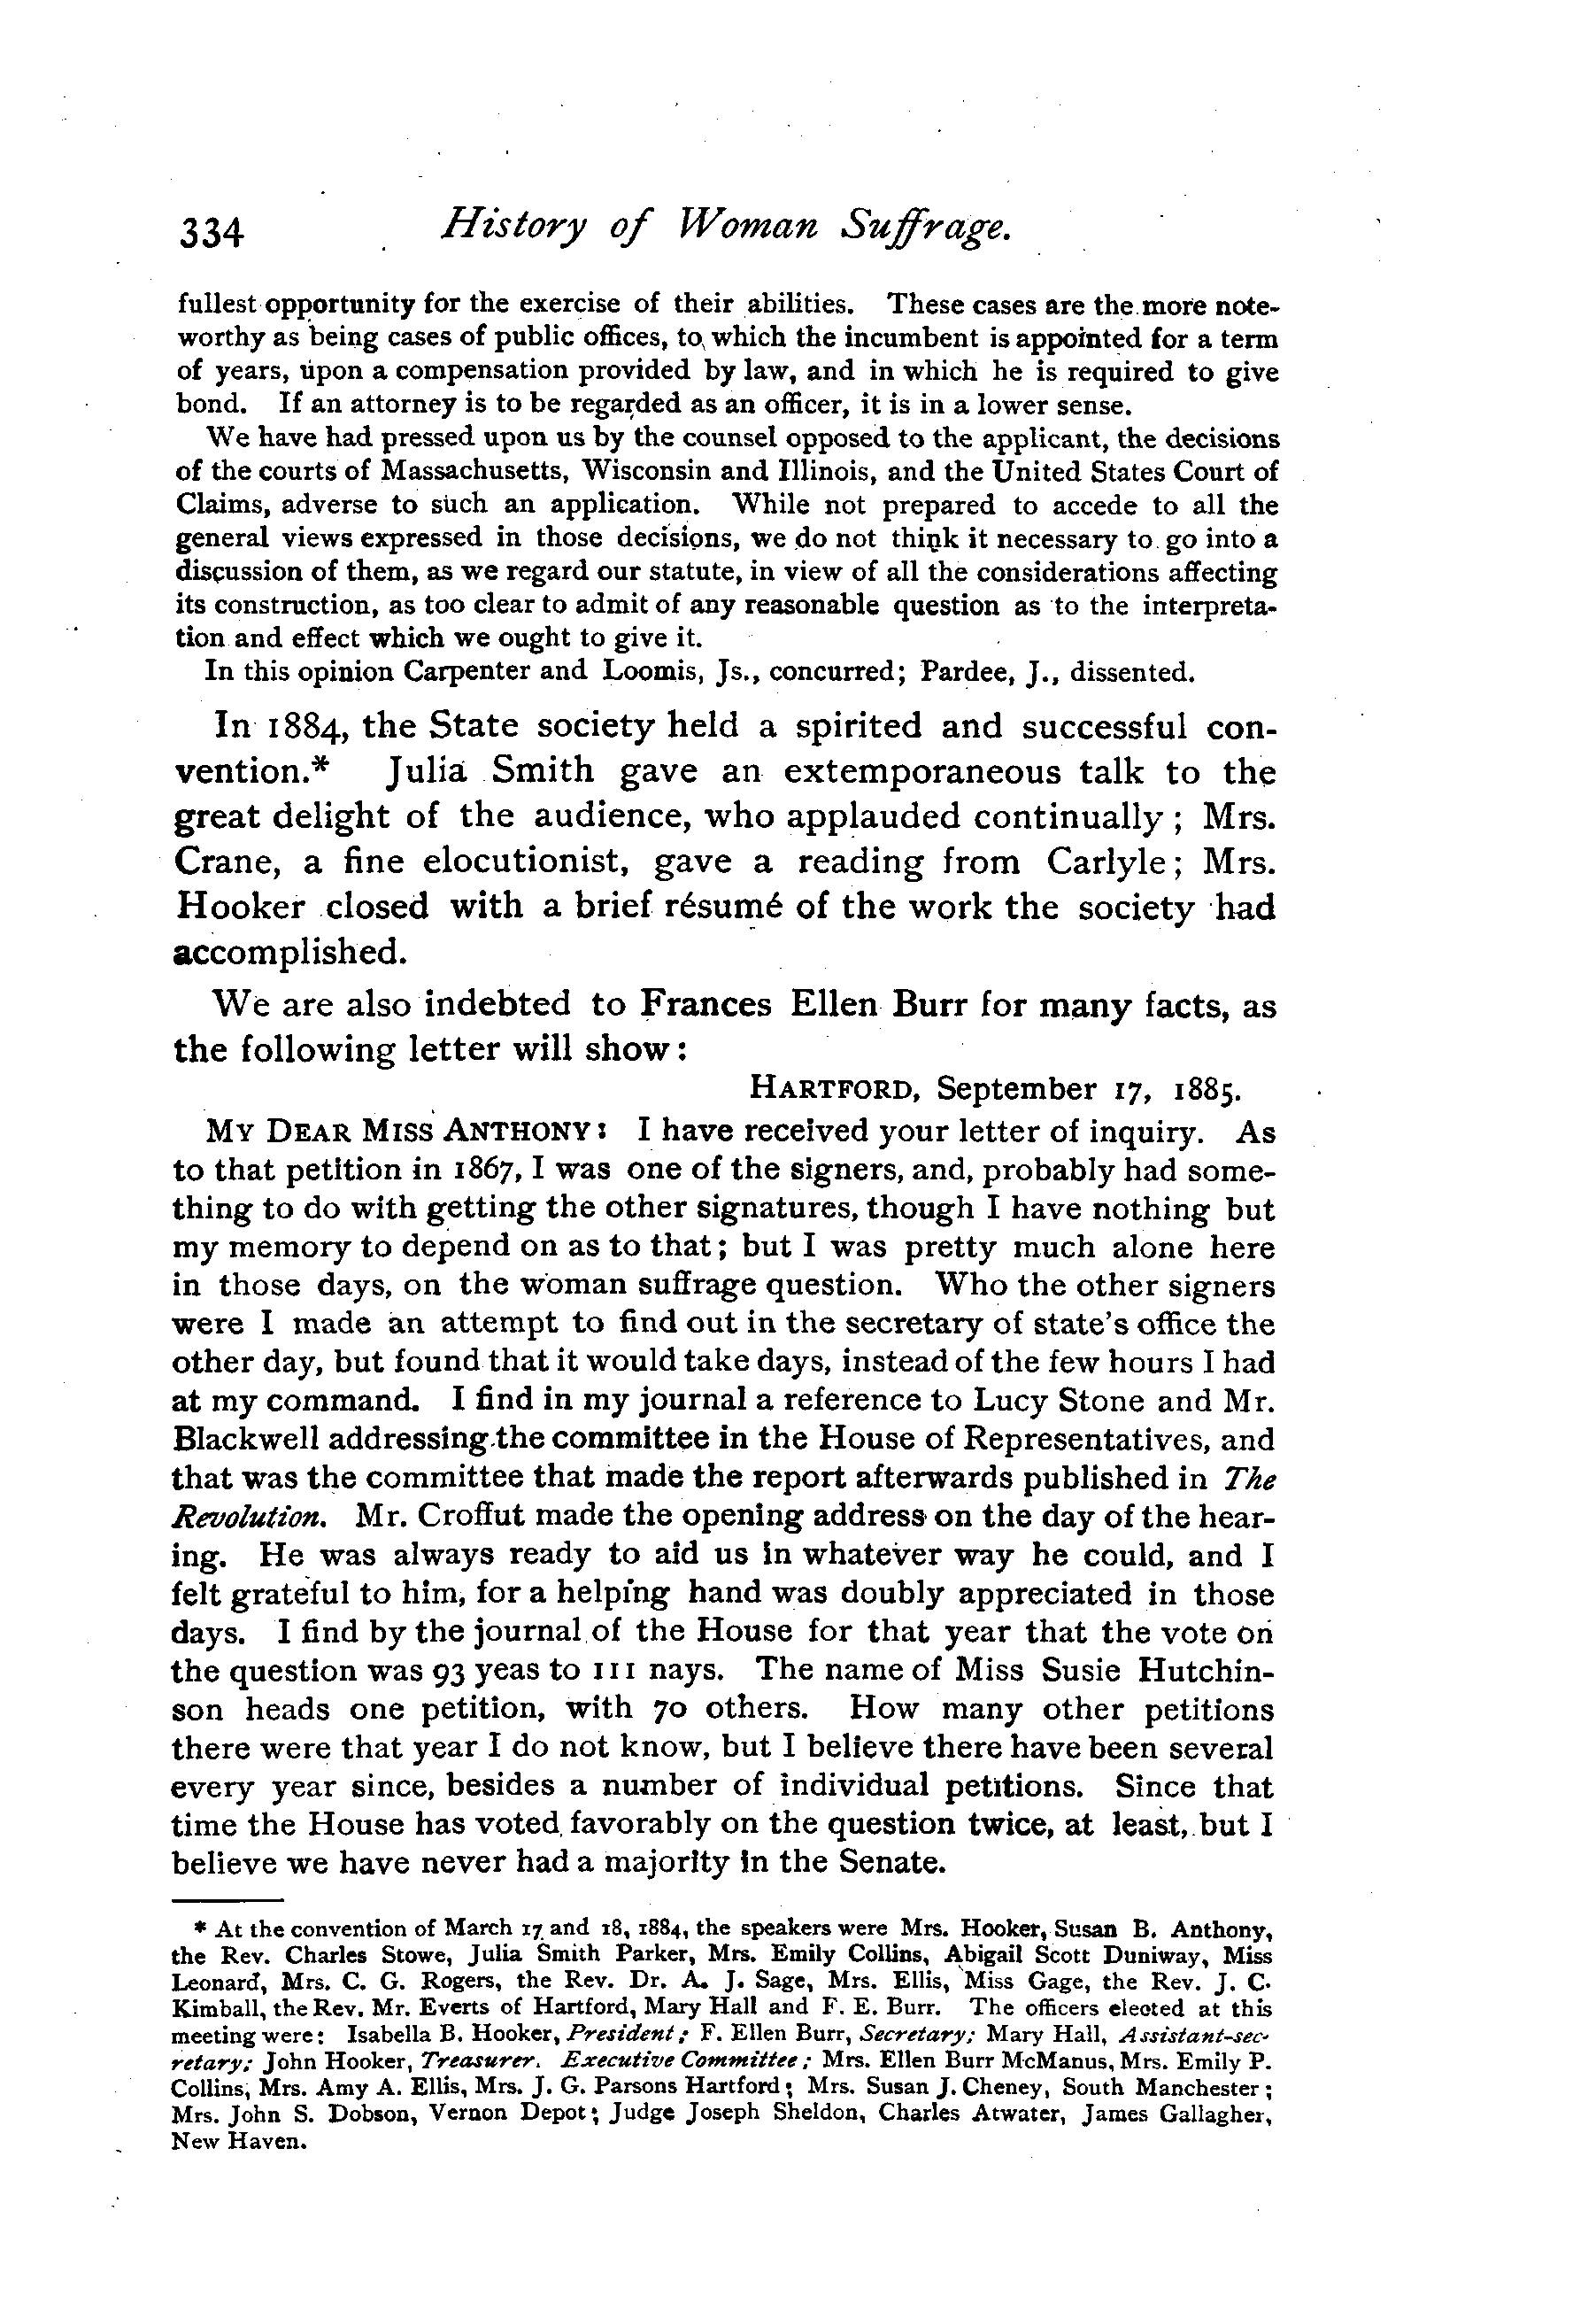 334 History of Woman Suffrage.
fullest opportunity for the exercise of their abilities. These cases are the more note-
worthy as being cases of public offices, to which the incumbent is appointed for a term
of years, upon a compensation provided by law, and in which he is required to give
bond. If an attorney is to be regarded as an officer, it is in a lower sense.
We have had pressed upon us by the counsel opposed to the applicant, the decisions
of the courts of Massachusetts, Wisconsin and Illinois, and the United States Court of
Claims, adverse to such an application. While not prepared to accede to all the
general views expressed in those decisions, we do not think it necessary to go into a
discussion of them, as we regard our statute, in view of all the considerations affecting
its construction, as too clear to admit of any reasonable question as to the interpreta-
tion and effect which we ought to give it.
In this opinion Carpenter and Loomis, Js., concurred; Pardee, J., dissented.
In 1884, the State society held a spirited and successful con-
vention.* Julia Smith gave an extemporaneous talk to the
great delight of the audience, who applauded continually; Mrs.
Crane, a fine elocutionist, gave a reading from Carlyle; Mrs.
Hooker closed with a brief résumé of the work the society had
accomplished.
We are also indebted to Frances Ellen Burr for many facts, as
the following letter will show:
HARTFORD, September 17, 1885.
MY DEAR MISS ANTHONY: I have received your letter of inquiry. As
to that petition in 1867, I was one of the signers, and, probably had some-
thing to do with getting the other signatures, though I have nothing but
my memory to depend on as to that; but I was pretty much alone here
in those days, on the woman suffrage question. Who the other signers
were I made an attempt to find out in the secretary of state's office the
other day, but found that it would take days, instead of the few hours I had
at my command. I find in my journal a reference to Lucy Stone and Mr.
Blackwell addressing the committee in the House of Representatives, and
that was the committee that made the report afterwards published in The
Revolution. Mr. Croffut made the opening address on the day of the hear-
ing. He was always ready to aid us in whatever way he could, and I
felt grateful to him, for a helping hand was doubly appreciated in those
days. I find by the journal of the House for that year that the vote on
the question was 93 yeas to 111 nays. The name of Miss Susie Hutchin-
son heads one petition, with 70 others. How many other petitions
there were that year I do not know, but I believe there have been several
every year since, besides a number of individual petitions. Since that
time the House has voted favorably on the question twice, at least, but I
believe we have never had a majority in the Senate.
* At the convention of March 17 and 18, 1884, the speakers were Mrs. Hooker, Susan B. Anthony,
the Rev. Charles Stowe, Julia Smith Parker, Mrs. Emily Collins, Abigail Scott Duniway, Miss
Leonard, Mrs. C. G. Rogers, the Rev. Dr. A. J. Sage, Mrs. Ellis, Miss Gage, the Rev. J. C.
Kimball, the Rev. Mr. Everts of Hartford, Mary Hall and F. E. Burr. The officers elected at this
meeting were: Isabella B. Hooker, President; F. Ellen Burr, Secretary; Mary Hall, Assistant-sec-
retary; John Hooker, Treasurer. Executive Committee; Mrs. Ellen Burr McManus, Mrs. Emily P.
Collins, Mrs. Amy A. Ellis, Mrs. J. G. Parsons Hartford; Mrs. Susan J. Cheney, South Manchester;
Mrs. John S. Dobson, Vernon Depot; Judge Joseph Sheldon, Charles Atwater, James Gallagher,
New Haven.